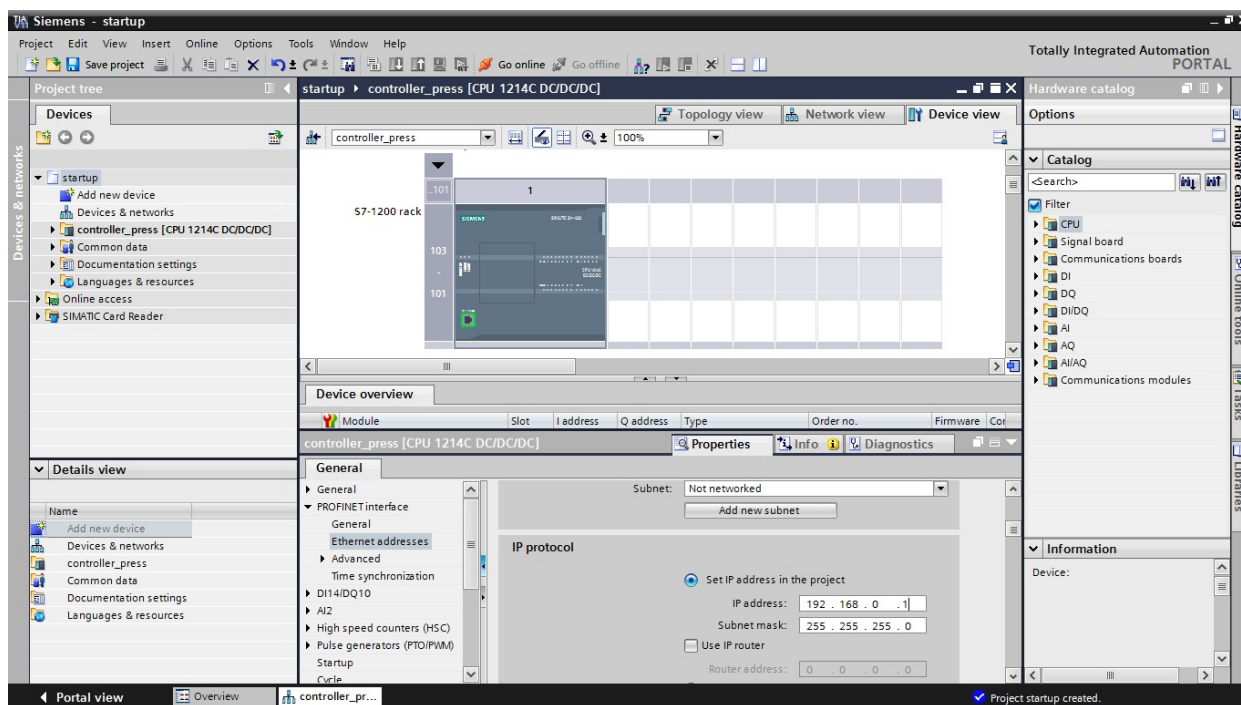 Siemens - startup
Project Edit View Insert Online Options Tools Window Help
Save project Go online Go offline
Totally Integrated Automation
PORTAL
Project tree
startup controller_press [CPU 1214C DC/DC/DC]
Hardware catalog
Devices
Topology view Network view Device view
Options
controller_press 100%
Devices & networks
startup
Add new device
Devices & networks
controller_press [CPU 1214C DC/DC/DC]
Common data
Documentation settings
Languages & resources
Online access
SIMATIC Card Reader
..101 1
S7-1200 rack
SIEMENS
103
-
101
Catalog
<Search>
Filter
CPU
Signal board
Communications boards
DI
DQ
DI/DQ
AI
AQ
AI/AQ
Communications modules
Hardware catalog
Online tools
Tasks
Libraries
Device overview
Module Slot I address Q address Type Order no. Firmware Cor
controller_press [CPU 1214C DC/DC/DC] Properties Info Diagnostics
Details view
Name
Add new device
Devices & networks
controller_press
Common data
Documentation settings
Languages & resources
General
General
PROFINET interface
General
Ethernet addresses
Advanced
Time synchronization
DI14/DQ10
AI2
High speed counters (HSC)
Pulse generators (PTO/PWM)
Startup
Cycle
Subnet: Not networked
Add new subnet
IP protocol
Set IP address in the project
IP address: 192 . 168 . 0 . 1
Subnet mask: 255 . 255 . 255 . 0
Use IP router
Router address: 0 . 0 . 0 . 0
Information
Device:
Portal view Overview controller_pr...
Project startup created.